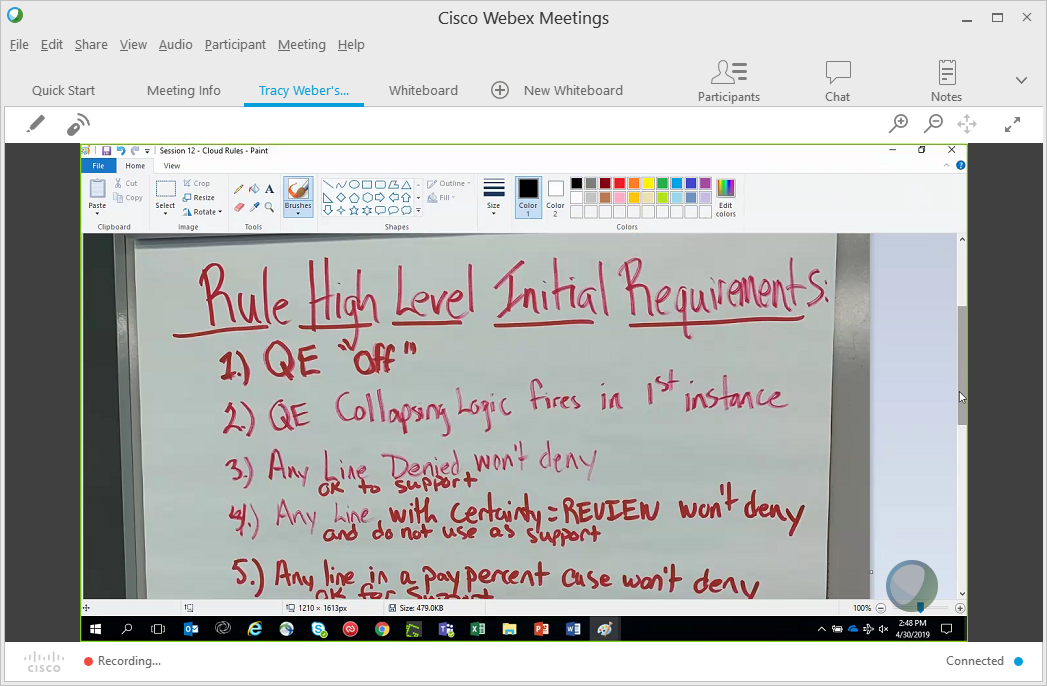 Cisco Webex Meetings
File Edit Share View Audio Participant Meeting Help
Quick Start Meeting Info Tracy Weber's... Whiteboard New Whiteboard Participants Chat Notes
Session 12 - Cloud Rules - Paint
File Home View
Paste Cut Copy Select Crop Resize Rotate A Brushes Outline Fill Size Color 1 Color 2 Edit colors
Clipboard Image Tools Shapes Colors
Rule High Level Initial Requirements:
1.) QE "Off"
2.) QE Collapsing Logic fires in 1st instance
3.) Any Line Denied won't deny
OK to support
4.) Any Line with certainty = REVIEW won't deny
and do not use as support
5.) Any line in a pay percent case won't deny
OK for support
1210 × 1613px Size: 479.0KB 100%
2:48 PM
4/30/2019
CISCO Recording... Connected